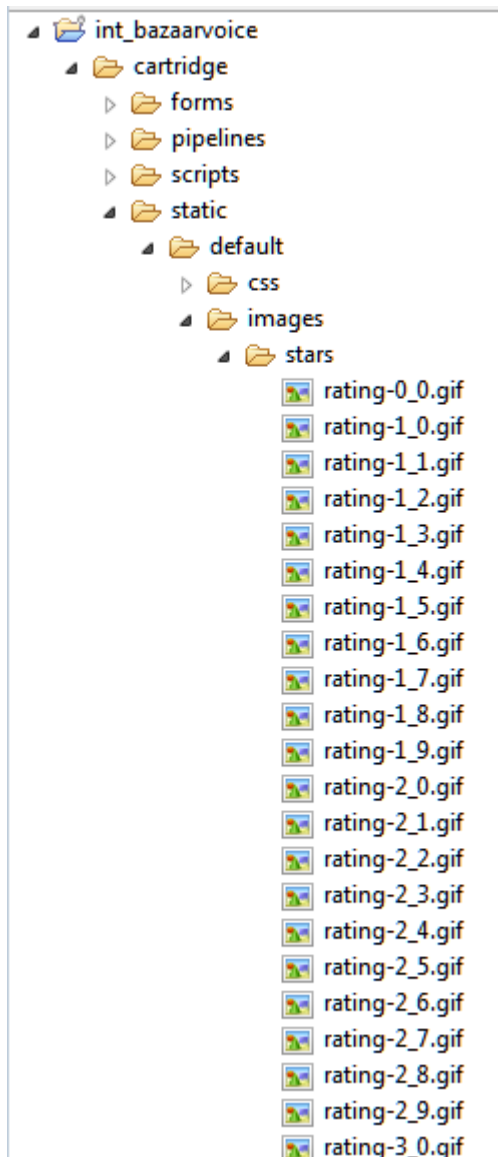 int_bazaarvoice
cartridge
forms
pipelines
scripts
static
default
css
images
stars
rating-0_0.gif
rating-1_0.gif
rating-1_1.gif
rating-1_2.gif
rating-1_3.gif
rating-1_4.gif
rating-1_5.gif
rating-1_6.gif
rating-1_7.gif
rating-1_8.gif
rating-1_9.gif
rating-2_0.gif
rating-2_1.gif
rating-2_2.gif
rating-2_3.gif
rating-2_4.gif
rating-2_5.gif
rating-2_6.gif
rating-2_7.gif
rating-2_8.gif
rating-2_9.gif
rating-3_0.gif